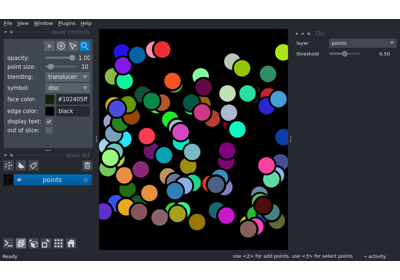 File View Window Plugins Help
layer controls
opacity: 1.00
point size: 10
blending: translucen
symbol: disc
face color: #102405ff
edge color: black
display text:
out of slice:
layer list
points
Do
layer points
threshold 0.50
Ready
use <2> for add points, use <3> for select points
activity